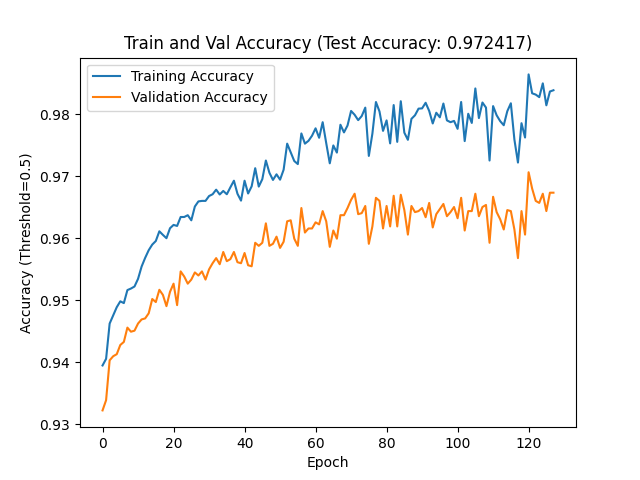 Train and Val Accuracy (Test Accuracy: 0.972417)
Training Accuracy
Validation Accuracy
Accuracy (Threshold=0.5)
0.98
0.97
0.96
0.95
0.94
0.93
0 20 40 60 80 100 120
Epoch